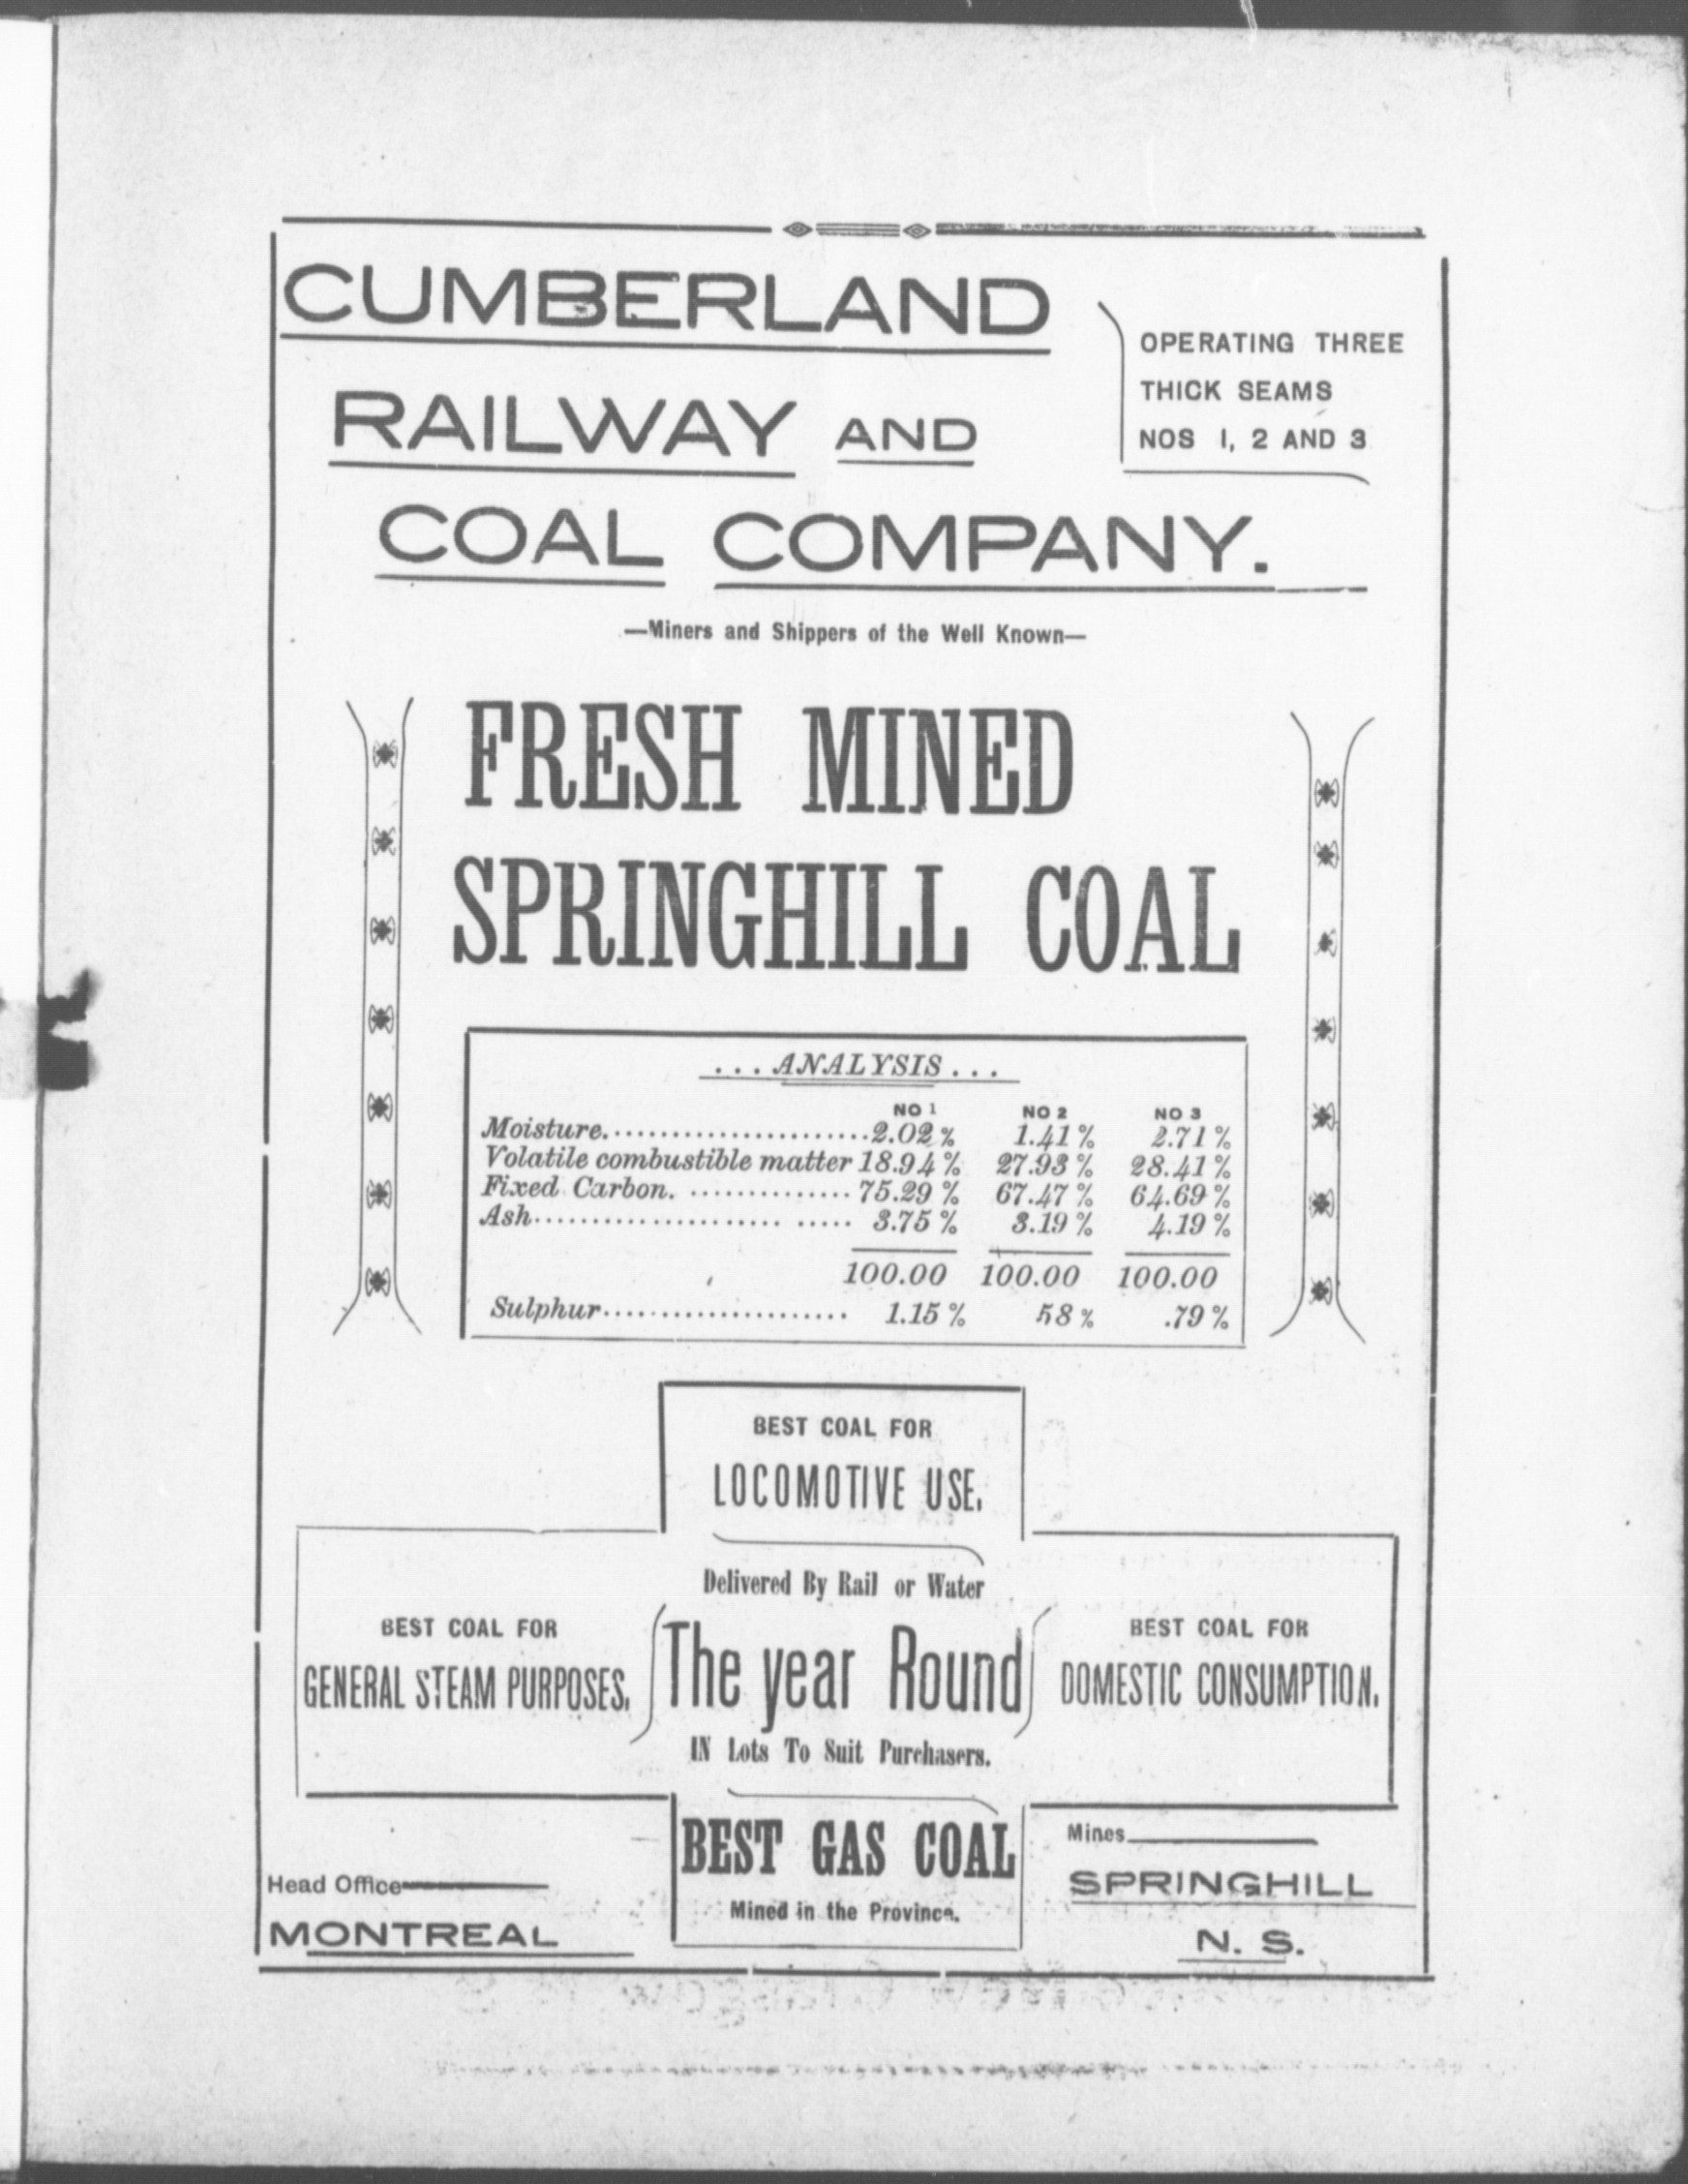 CUMBERLAND
RAILWAY AND
COAL COMPANY.
OPERATING THREE
THICK SEAMS
NOS 1, 2 AND 3
—Miners and Shippers of the Well Known—
FRESH MINED
SPRINGHILL COAL
...ANALYSIS...
NO 1 NO 2 NO 3
Moisture........................2.02% 1.41% 2.71%
Volatile combustible matter 18.94% 27.93% 28.41%
Fixed Carbon. .............. 75.29% 67.47% 64.69%
Ash..................... ..... 3.75% 3.19% 4.19%
100.00 100.00 100.00
Sulphur..................... 1.15% 58% .79%
BEST COAL FOR
LOCOMOTIVE USE,
Delivered By Rail or Water
BEST COAL FOR
GENERAL STEAM PURPOSES,
The year Round
BEST COAL FOR
DOMESTIC CONSUMPTION.
IN Lots To Suit Purchasers.
BEST GAS COAL
Mined in the Province.
Head Office
MONTREAL
Mines
SPRINGHILL
N. S.